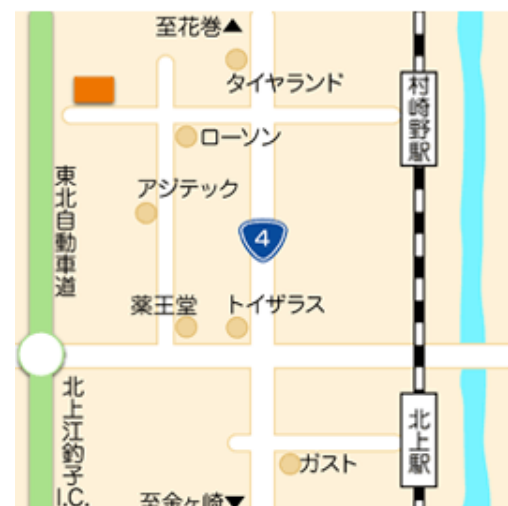 至花巻▲
タイヤランド
村崎野駅
ローソン
東北自動車道
アジテック
4
薬王堂
トイザラス
北上江釣子I.C.
北上駅
ガスト
至金ヶ崎▼